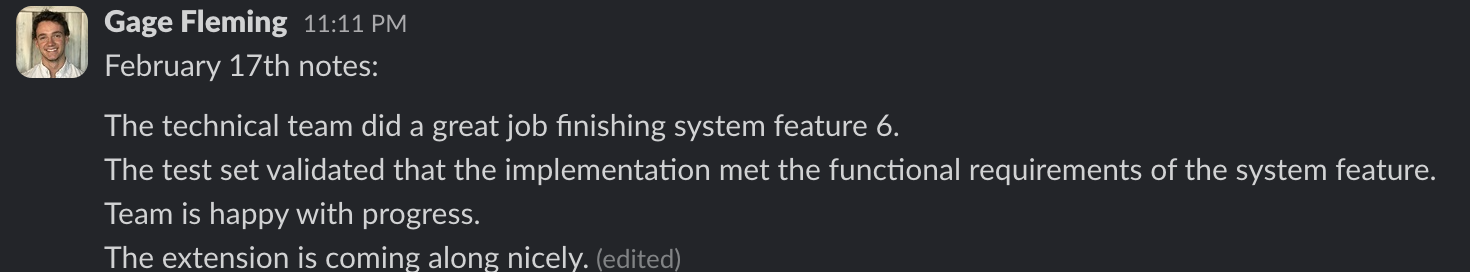 Gage Fleming 11:11 PM
February 17th notes:
The technical team did a great job finishing system feature 6.
The test set validated that the implementation met the functional requirements of the system feature.
Team is happy with progress.
The extension is coming along nicely. (edited)